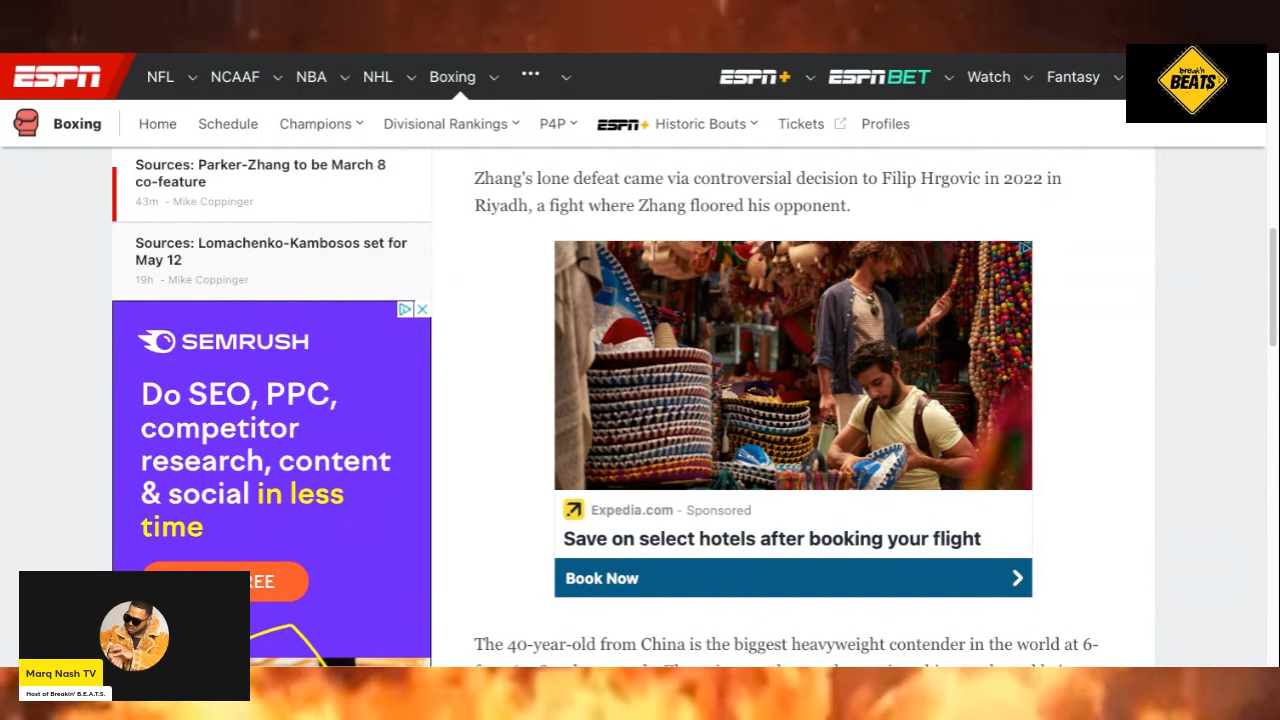 ESPN
NFL NCAAF NBA NHL Boxing ••• ESPN+ ESPN BET Watch Fantasy
break'n
BEATS
Boxing Home Schedule Champions Divisional Rankings P4P ESPN+ Historic Bouts Tickets Profiles
Sources: Parker-Zhang to be March 8
co-feature
43m - Mike Coppinger
Sources: Lomachenko-Kambosos set for
May 12
19h - Mike Coppinger
SEMRUSH
Do SEO, PPC,
competitor
research, content
& social in less
time
Zhang's lone defeat came via controversial decision to Filip Hrgovic in 2022 in
Riyadh, a fight where Zhang floored his opponent.
Expedia.com - Sponsored
Save on select hotels after booking your flight
Book Now
The 40-year-old from China is the biggest heavyweight contender in the world at 6-
Marq Nash TV
Host of Breakin' B.E.A.T.S.